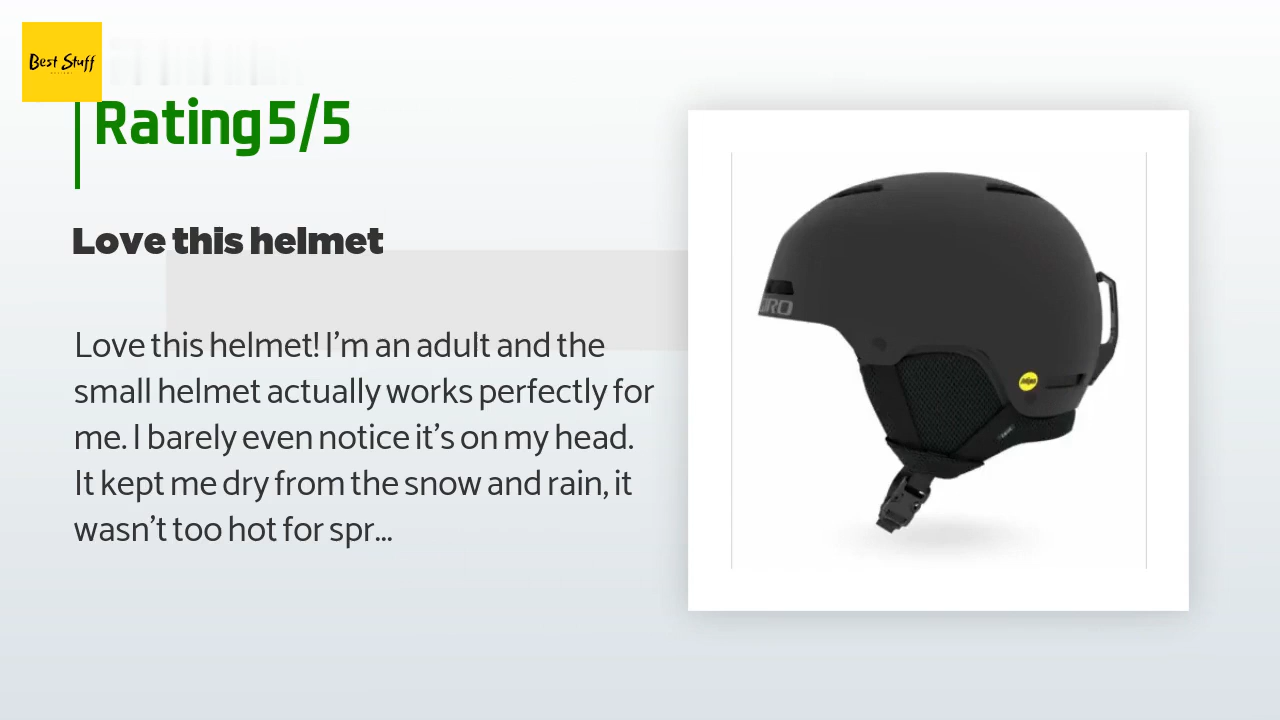 Best Stuff
Rating 5/5
Love this helmet
Love this helmet! I'm an adult and the
small helmet actually works perfectly for
me. I barely even notice it's on my head.
It kept me dry from the snow and rain, it
wasn't too hot for spr...
GIRO